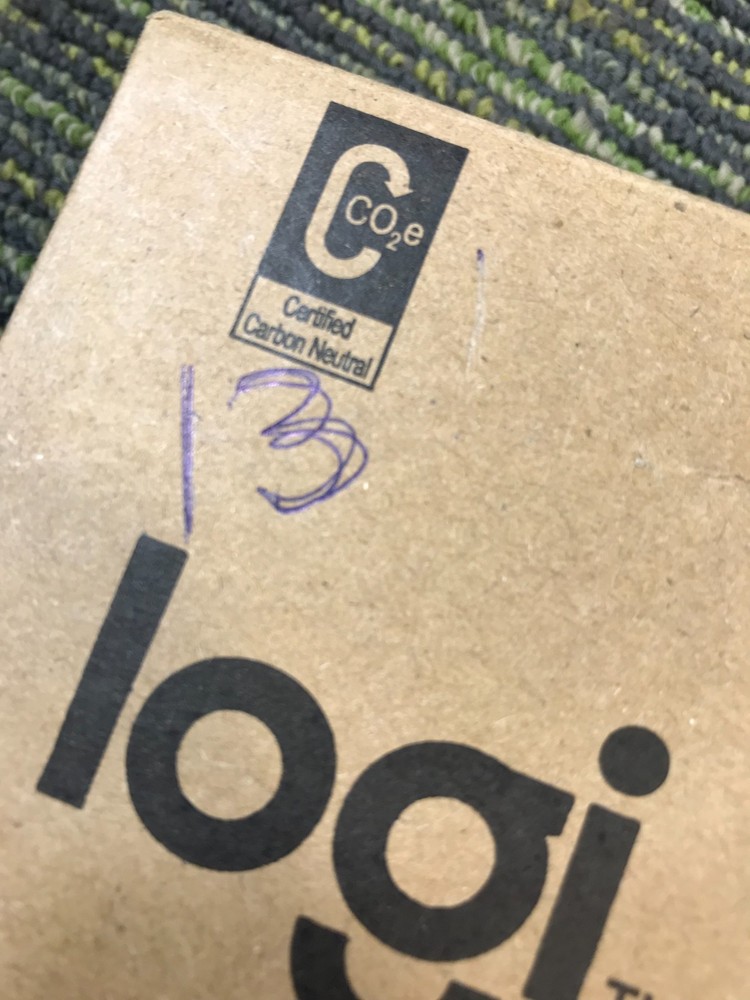 CO₂e
Certified
Carbon Neutral
13
logi